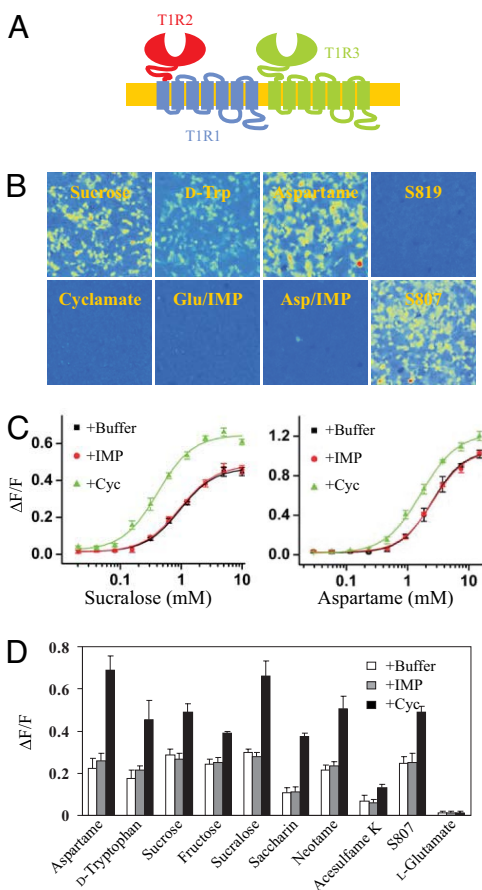 A
T1R2
T1R3
T1R1
B
Sucrose
D-Trp
Aspartame
S819
Cyclamate
Glu/IMP
Asp/IMP
S807
C
ΔF/F
0.6
0.4
0.2
0.0
+Buffer
+IMP
+Cyc
0.1 1 10
Sucralose (mM)
1.2
0.8
0.4
0.0
+Buffer
+IMP
+Cyc
0.1 1 10
Aspartame (mM)
D
ΔF/F
0.8
0.6
0.4
0.2
0
+Buffer
+IMP
+Cyc
Aspartame
D-Tryptophan
Sucrose
Fructose
Sucralose
Saccharin
Neotame
Acesulfame K
S807
L-Glutamate